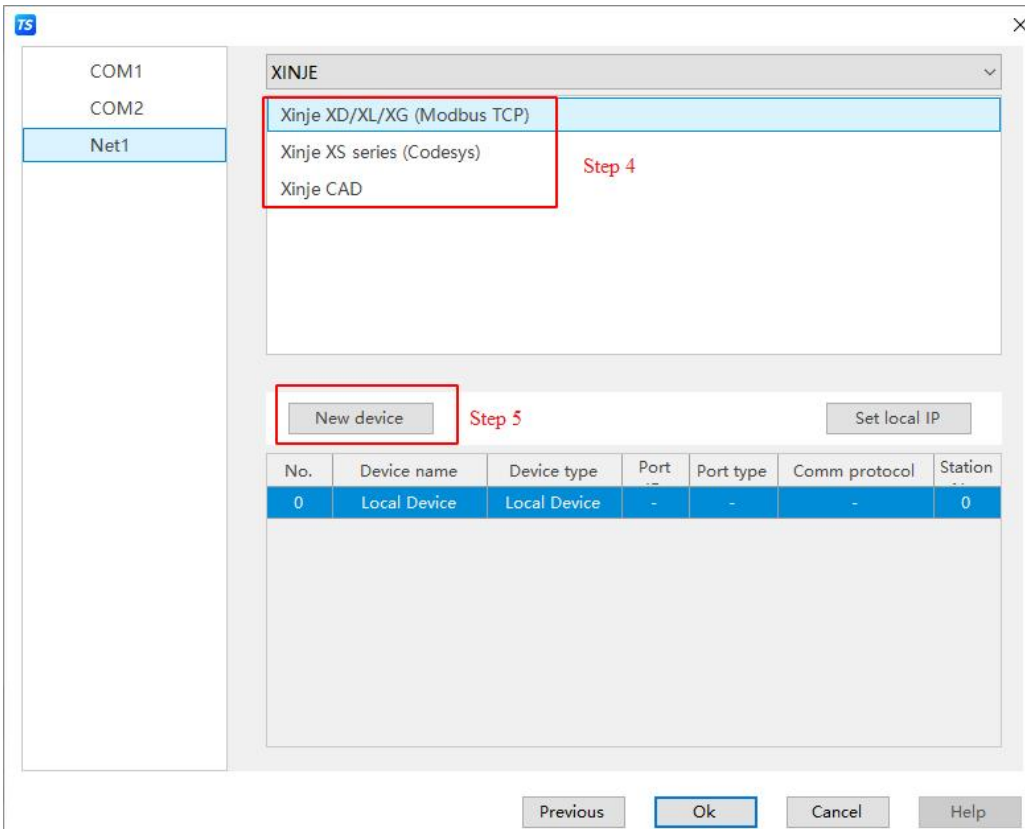 TS
COM1
COM2
Net1
XINJE
Xinje XD/XL/XG (Modbus TCP)
Xinje XS series (Codesys)
Xinje CAD
Step 4
New device
Step 5
Set local IP
No. Device name Device type Port Port type Comm protocol Station
0 Local Device Local Device - - - 0
Previous Ok Cancel Help